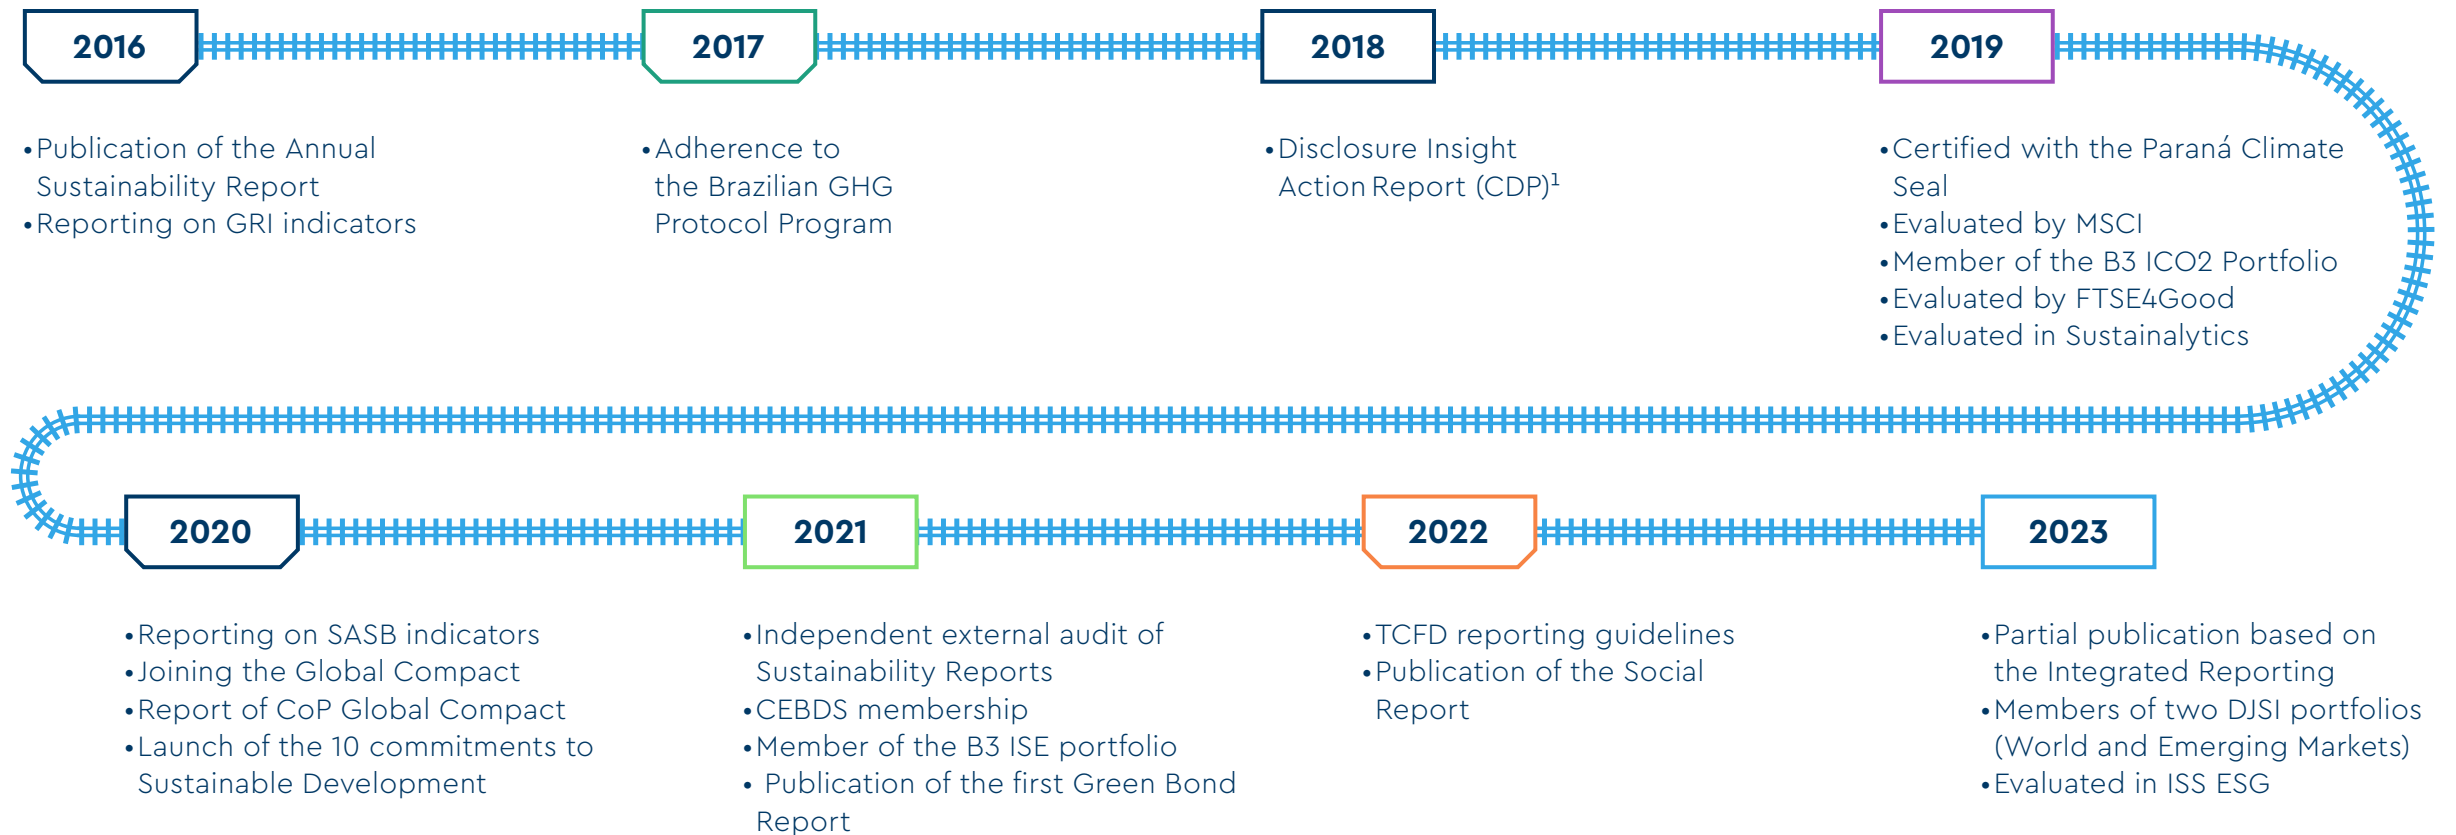 2016
2017
2018
2019
•Publication of the Annual
Sustainability Report
•Reporting on GRI indicators
•Adherence to
the Brazilian GHG
Protocol Program
•Disclosure Insight
Action Report (CDP)¹
•Certified with the Paraná Climate
Seal
•Evaluated by MSCI
•Member of the B3 ICO2 Portfolio
•Evaluated by FTSE4Good
•Evaluated in Sustainalytics
2020
2021
2022
2023
•Reporting on SASB indicators
•Joining the Global Compact
•Report of CoP Global Compact
•Launch of the 10 commitments to
Sustainable Development
•Independent external audit of
Sustainability Reports
•CEBDS membership
•Member of the B3 ISE portfolio
• Publication of the first Green Bond
Report
•TCFD reporting guidelines
•Publication of the Social
Report
•Partial publication based on
the Integrated Reporting
•Members of two DJSI portfolios
(World and Emerging Markets)
•Evaluated in ISS ESG